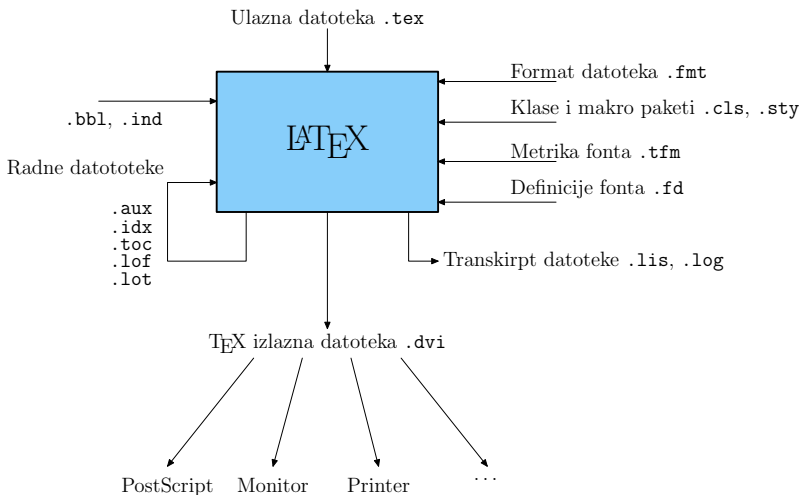 Ulazna datoteka .tex
Format datoteka .fmt
Klase i makro paketi .cls, .sty
.bbl, .ind
LATEX
Metrika fonta .tfm
Radne datototeke
Definicije fonta .fd
.aux
.idx
.toc
.lof
.lot
Transkirpt datoteke .lis, .log
TEX izlazna datoteka .dvi
PostScript
Monitor
Printer
...